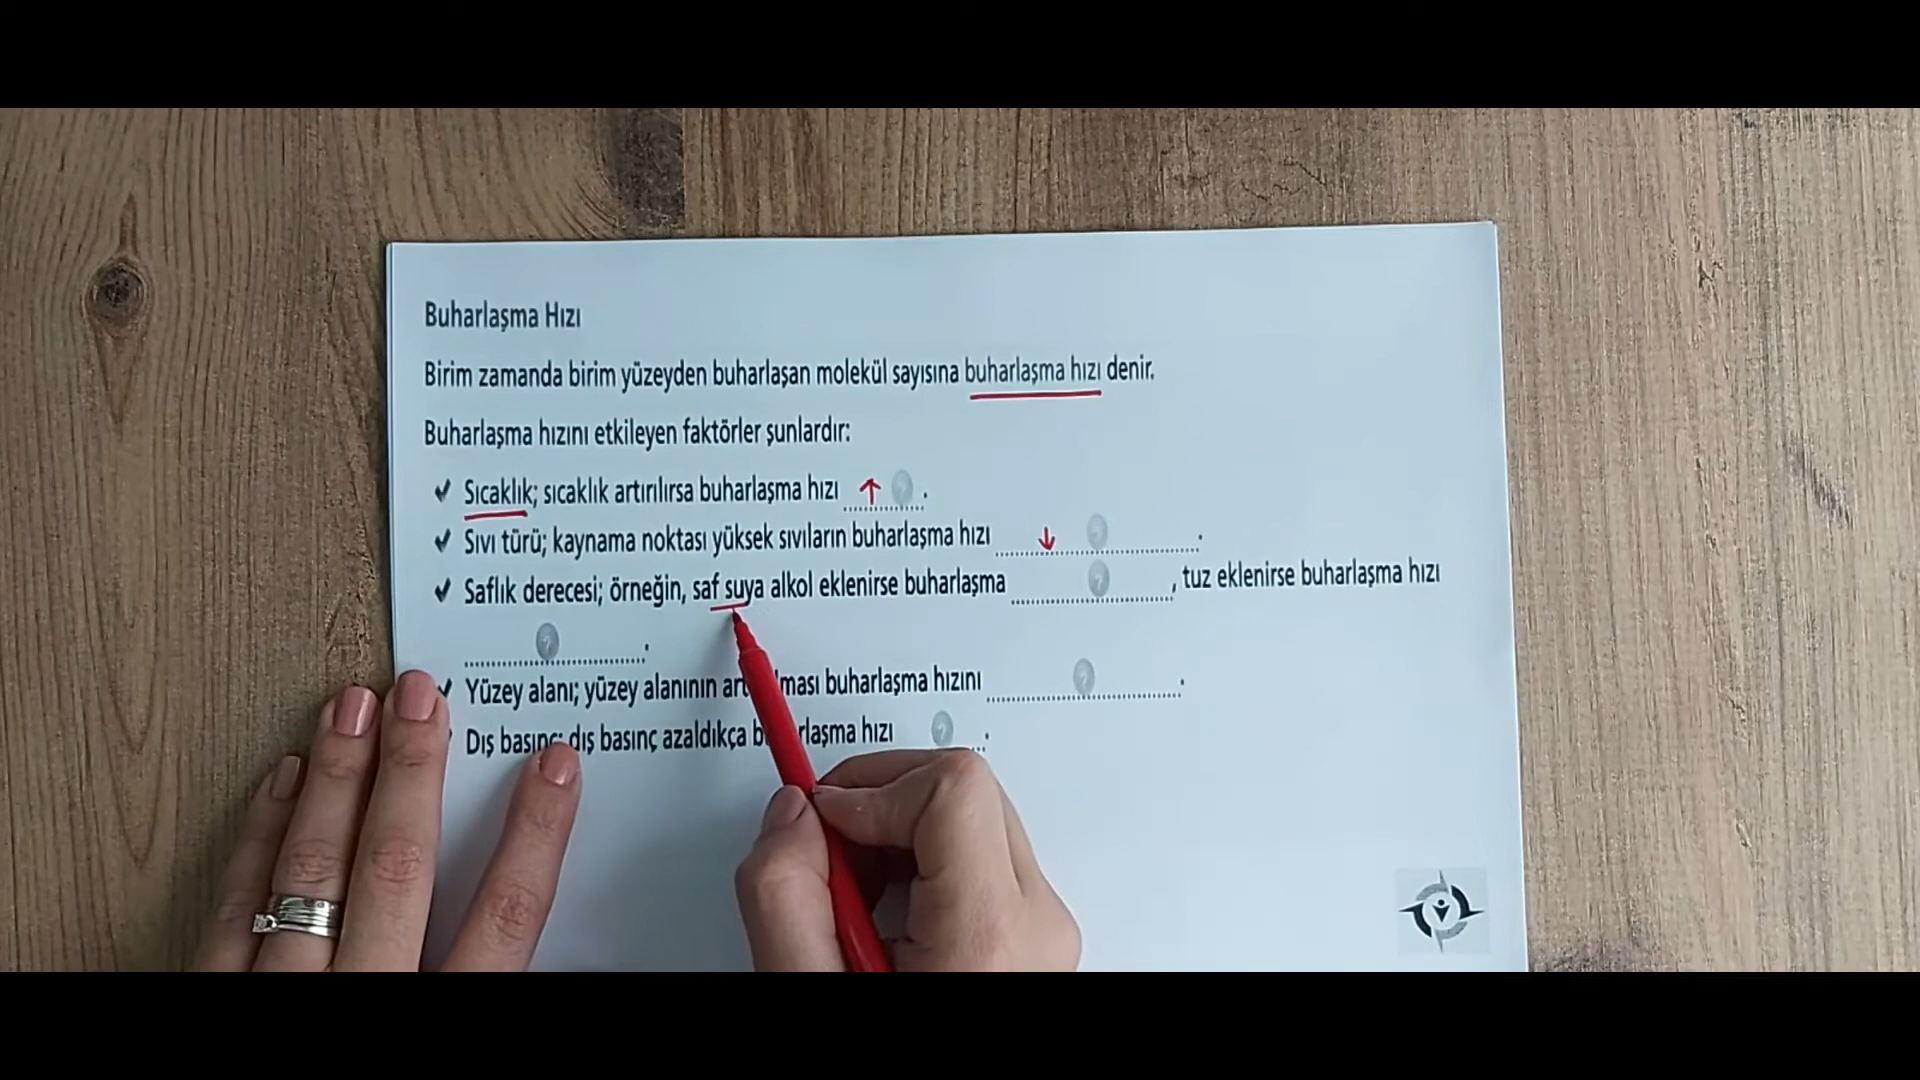 Buharlaşma Hızı
Birim zamanda birim yüzeyden buharlaşan molekül sayısına buharlaşma hızı denir.
Buharlaşma hızını etkileyen faktörler şunlardır:
✓ Sıcaklık; sıcaklık artırılırsa buharlaşma hızı ↑ ? .
✓ Sıvı türü; kaynama noktası yüksek sıvıların buharlaşma hızı ↓ ? .
✓ Saflık derecesi; örneğin, saf suya alkol eklenirse buharlaşma ? , tuz eklenirse buharlaşma hızı
? .
✓ Yüzey alanı; yüzey alanının buharlaşma hızını ? .
Dış basınç; dış basınç azaldıkça hızı ? .